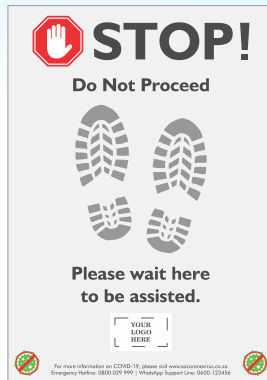 STOP!
Do Not Proceed
Please wait here
to be assisted.
YOUR
LOGO
HERE
For more information on COVID-19, please visit www.sacoronavirus.co.za
Emergency Hotline: 0800 029 999 | WhatsApp Support Line: 0600-123456